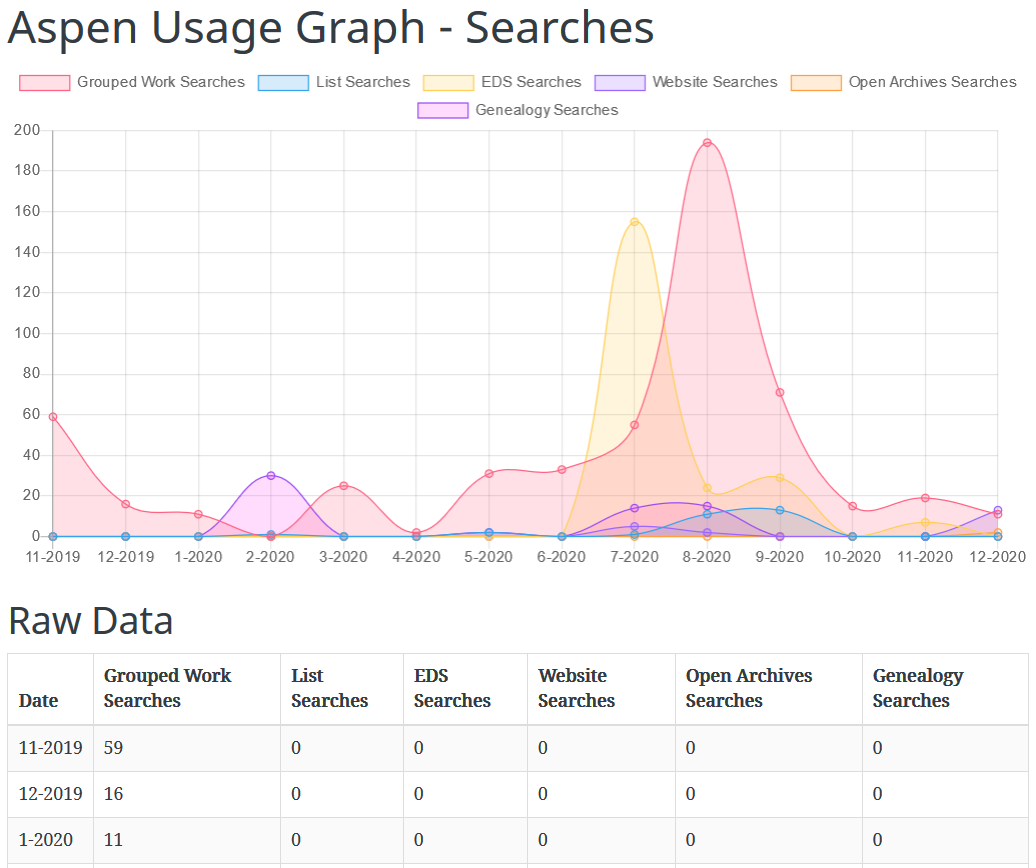 Aspen Usage Graph - Searches
Grouped Work Searches List Searches EDS Searches Website Searches Open Archives Searches
Genealogy Searches
200
180
160
140
120
100
80
60
40
20
0
11-2019 12-2019 1-2020 2-2020 3-2020 4-2020 5-2020 6-2020 7-2020 8-2020 9-2020 10-2020 11-2020 12-2020
Raw Data
Date Grouped Work Searches List Searches EDS Searches Website Searches Open Archives Searches Genealogy Searches
11-2019 59 0 0 0 0 0
12-2019 16 0 0 0 0 0
1-2020 11 0 0 0 0 0